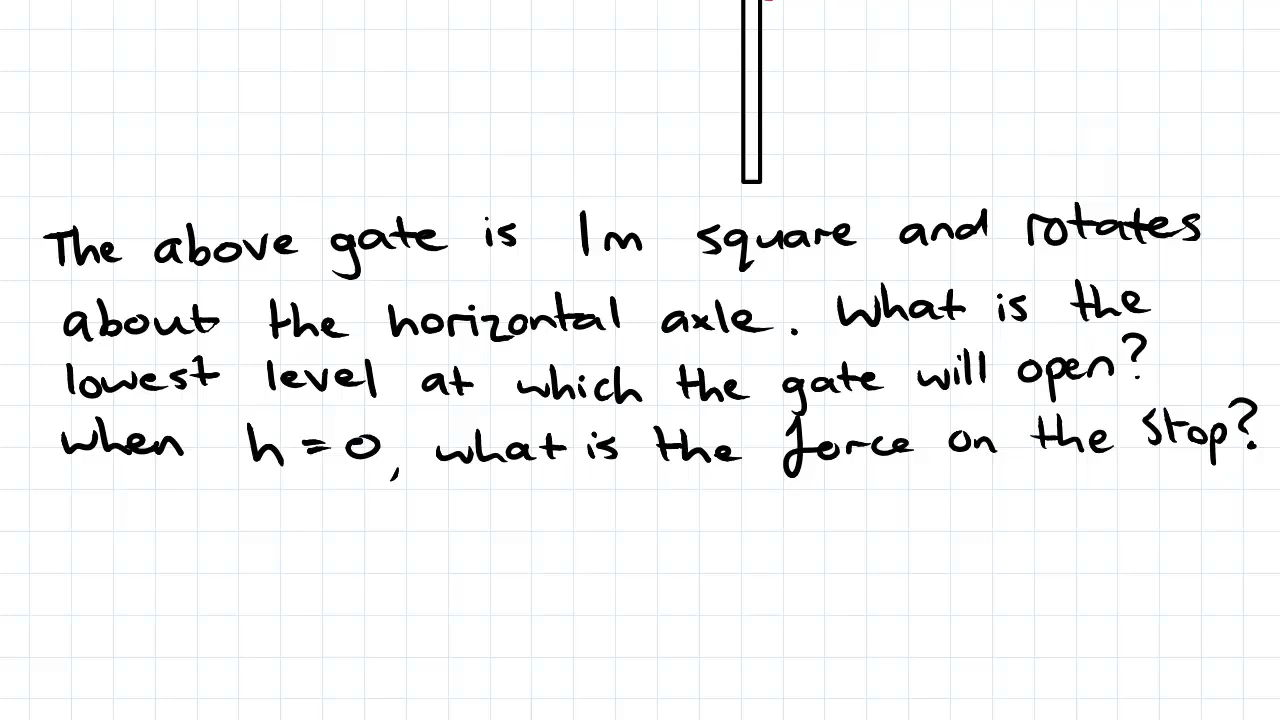 The above gate is 1m square and rotates
about the horizontal axle. What is the
lowest level at which the gate will open?
when h = 0, what is the force on the stop?